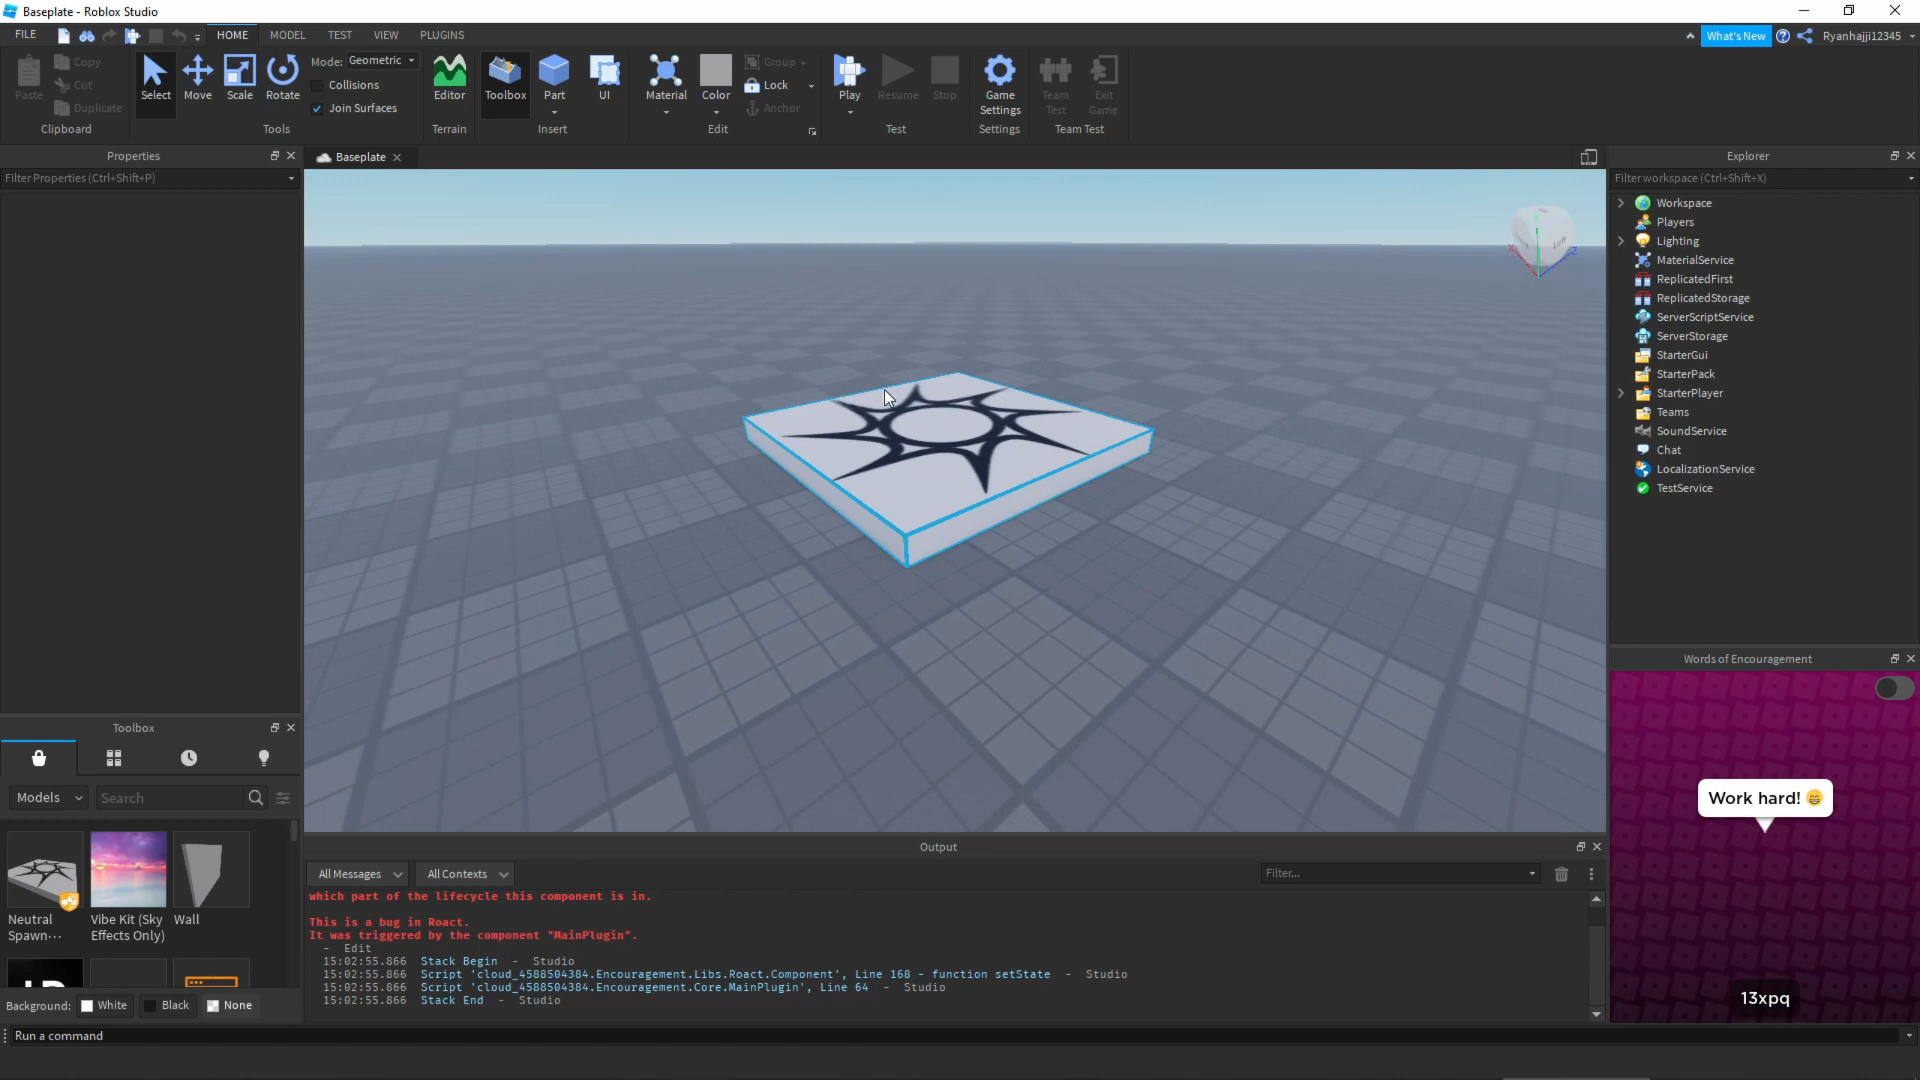 Baseplate - Roblox Studio
FILE
HOME
MODEL
TEST
VIEW
PLUGINS
What's New
Ryanhajji12345
Paste
Copy
Cut
Duplicate
Clipboard
Select
Move
Scale
Rotate
Mode: Geometric
Collisions
Join Surfaces
Tools
Editor
Terrain
Toolbox
Part
UI
Insert
Material
Color
Group
Lock
Anchor
Edit
Play
Resume
Stop
Test
Game
Settings
Settings
Team
Test
Exit
Game
Team Test
Properties
Filter Properties (Ctrl+Shift+P)
Baseplate
Explorer
Filter workspace (Ctrl+Shift+X)
Workspace
Players
Lighting
MaterialService
ReplicatedFirst
ReplicatedStorage
ServerScriptService
ServerStorage
StarterGui
StarterPack
StarterPlayer
Teams
SoundService
Chat
LocalizationService
TestService
Words of Encouragement
Work hard! 😁
13xpq
Toolbox
Models
Search
Neutral
Spawn...
Vibe Kit (Sky
Effects Only)
Wall
Background: White Black None
Output
All Messages
All Contexts
Filter...
which part of the lifecycle this component is in.
This is a bug in Roact.
It was triggered by the component "MainPlugin".
- Edit
15:02:55.866 Stack Begin - Studio
15:02:55.866 Script 'cloud_4588504384.Encouragement.Libs.Roact.Component', Line 168 - function setState - Studio
15:02:55.866 Script 'cloud_4588504384.Encouragement.Core.MainPlugin', Line 64 - Studio
15:02:55.866 Stack End - Studio
Run a command